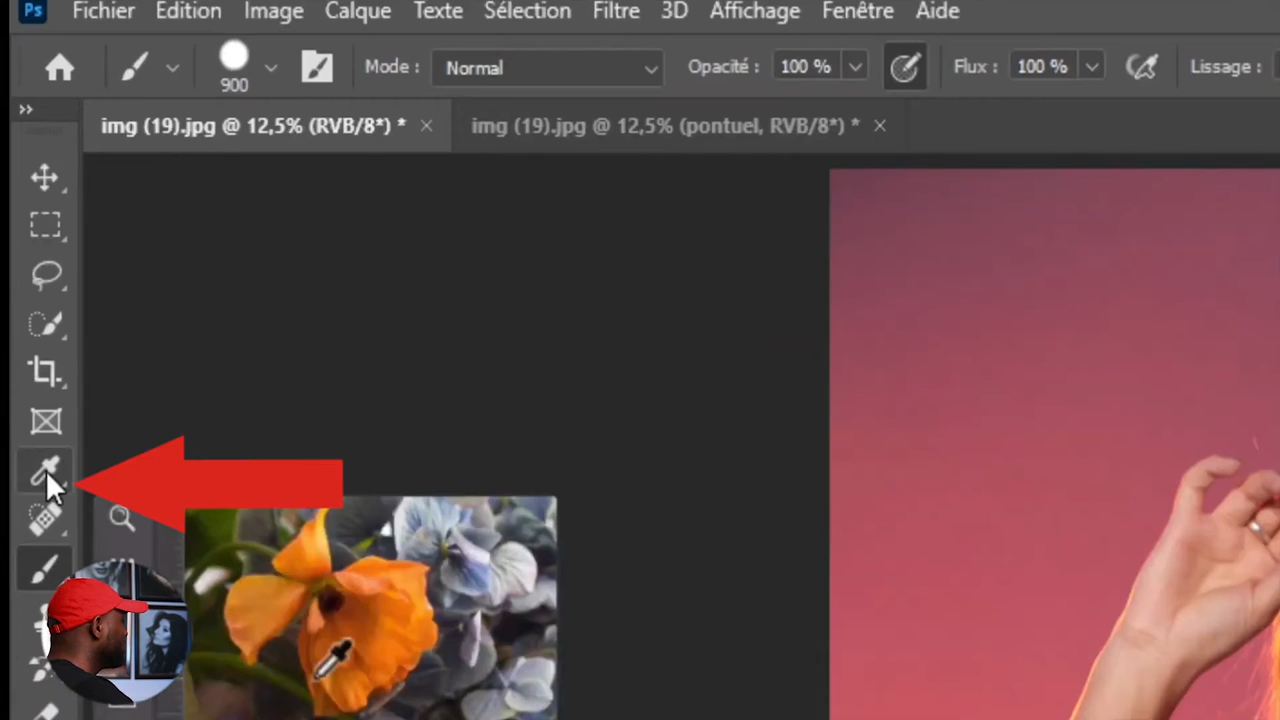 Ps Fichier Edition Image Calque Texte Sélection Filtre 3D Affichage Fenêtre Aide
900 Mode : Normal Opacité : 100 % Flux : 100 % Lissage :
img (19).jpg @ 12,5% (RVB/8*) * img (19).jpg @ 12,5% (pontuel, RVB/8*) *